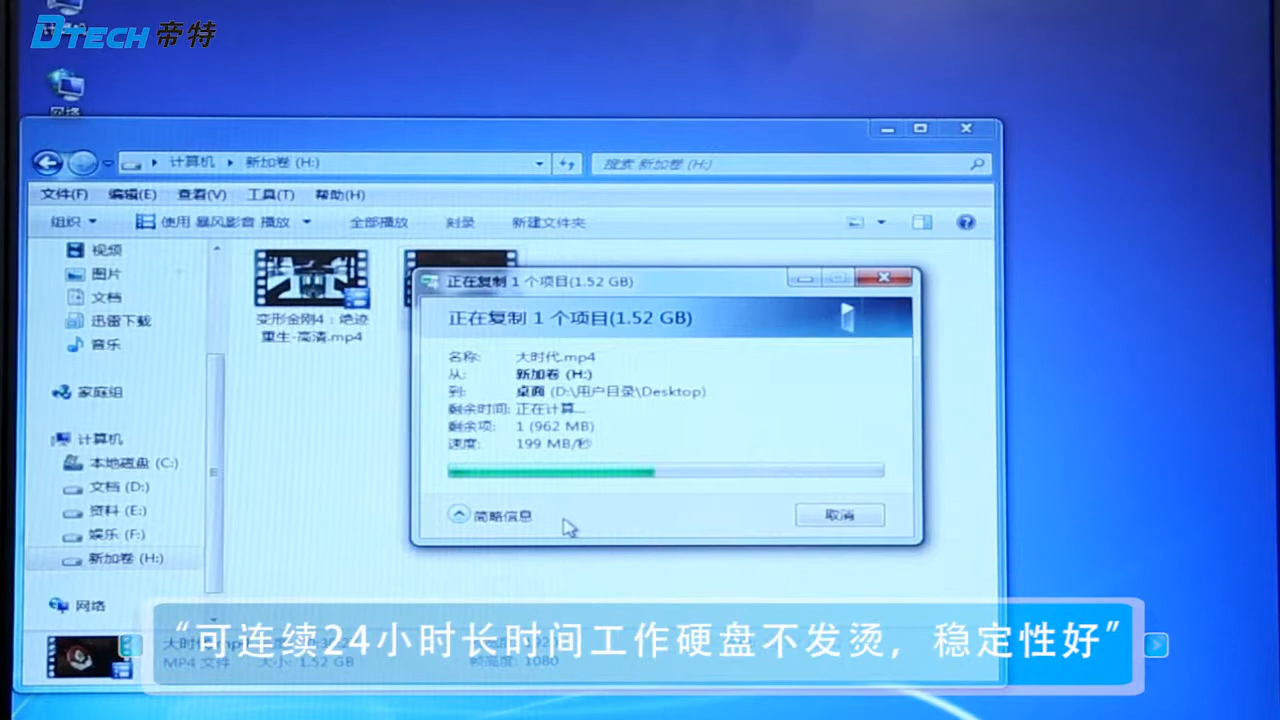 DTECH 帝特
网络
计算机 ▸ 新加卷 (H:)
搜索 新加卷 (H:)
文件(F) 编辑(E) 查看(V) 工具(T) 帮助(H)
组织 使用 暴风影音 播放 全部播放 刻录 新建文件夹
视频
图片
文档
迅雷下载
音乐
家庭组
计算机
本地磁盘 (C:)
文档 (D:)
资料 (E:)
娱乐 (F:)
新加卷 (H:)
网络
变形金刚4：绝迹
重生-高清.mp4
正在复制 1 个项目(1.52 GB)
正在复制 1 个项目(1.52 GB)
名称: 大时代.mp4
从: 新加卷 (H:)
到: 桌面 (D:\用户目录\Desktop)
剩余时间: 正在计算...
剩余项: 1 (962 MB)
速度: 199 MB/秒
简略信息
取消
“可连续24小时长时间工作硬盘不发烫，稳定性好”
MP4 文件 大小: 1.52 GB 帧高度: 1080